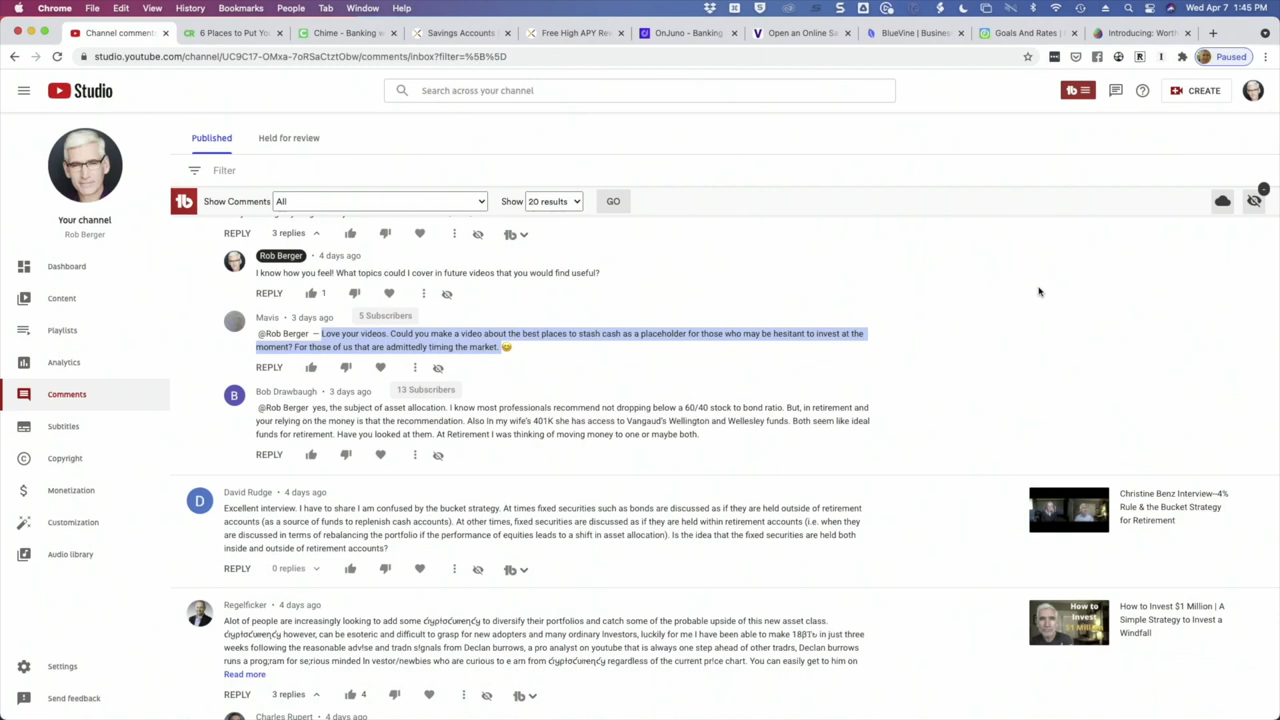 Chrome File Edit View History Bookmarks People Tab Window Help Wed Apr 7 1:45 PM
Channel comments 6 Places to Put You Chime - Banking w Savings Accounts Free High APY Re OnJuno - Banking Open an Online Sa BlueVine | Busines Goals And Rates | Introducing: Worth
studio.youtube.com/channel/UC9C17-OMxa-7oRSaCtztObw/comments/inbox?filter=%5B%5D Paused
Studio Search across your channel CREATE
Published Held for review
Filter
Show Comments All Show 20 results GO
Your channel
Rob Berger
Dashboard
Content
Playlists
Analytics
Comments
Subtitles
Copyright
Monetization
Customization
Audio library
Settings
Send feedback
REPLY 3 replies
Rob Berger • 4 days ago
I know how you feel! What topics could I cover in future videos that you would find useful?
REPLY 1
Mavis • 3 days ago 5 Subscribers
@Rob Berger — Love your videos. Could you make a video about the best places to stash cash as a placeholder for those who may be hesitant to invest at the
moment? For those of us that are admittedly timing the market.
REPLY
B Bob Drawbaugh • 3 days ago 13 Subscribers
@Rob Berger yes, the subject of asset allocation. I know most professionals recommend not dropping below a 60/40 stock to bond ratio. But, in retirement and
your relying on the money is that the recommendation. Also In my wife's 401K she has access to Vangaud's Wellington and Wellesley funds. Both seem like ideal
funds for retirement. Have you looked at them. At Retirement I was thinking of moving money to one or maybe both.
REPLY
D David Rudge • 4 days ago
Excellent interview. I have to share I am confused by the bucket strategy. At times fixed securities such as bonds are discussed as if they are held outside of retirement
accounts (as a source of funds to replenish cash accounts). At other times, fixed securities are discussed as if they are held within retirement accounts (i.e. when they
are discussed in terms of rebalancing the portfolio if the performance of equities leads to a shift in asset allocation). Is the idea that the fixed securities are held both
inside and outside of retirement accounts?
REPLY 0 replies
Christine Benz Interview--4%
Rule & the Bucket Strategy
for Retirement
Regelficker • 4 days ago
Alot of people are increasingly looking to add some ƈɾყρƚσƈυɾɾҽɳƈყ to diversify their portfolios and catch some of the probable upside of this new asset class.
ƈɾყρƚσƈυɾɾҽɳƈყ however, can be esoteric and difficult to grasp for new adopters and many ordinary Investors, luckily for me I have been able to make 18βTъ in just three
weeks following the reasonable adv!se and tradɩn sɩgnals from Declan burrows, a pro analyst on youtube that is always one step ahead of other tradɩrs, Declan burrows
runs a prog;ram for se;rious minded In vestor/newbies who are curious to e arn from ƈɾყρƚσƈυɾɾҽɳƈყ regardless of the current pr!ce chart. You can easily get to him on
Read more
REPLY 3 replies 4
How to
Invest
$1 MILLION
How to Invest $1 Million | A
Simple Strategy to Invest a
Windfall
Charles Rupert • 4 days ago